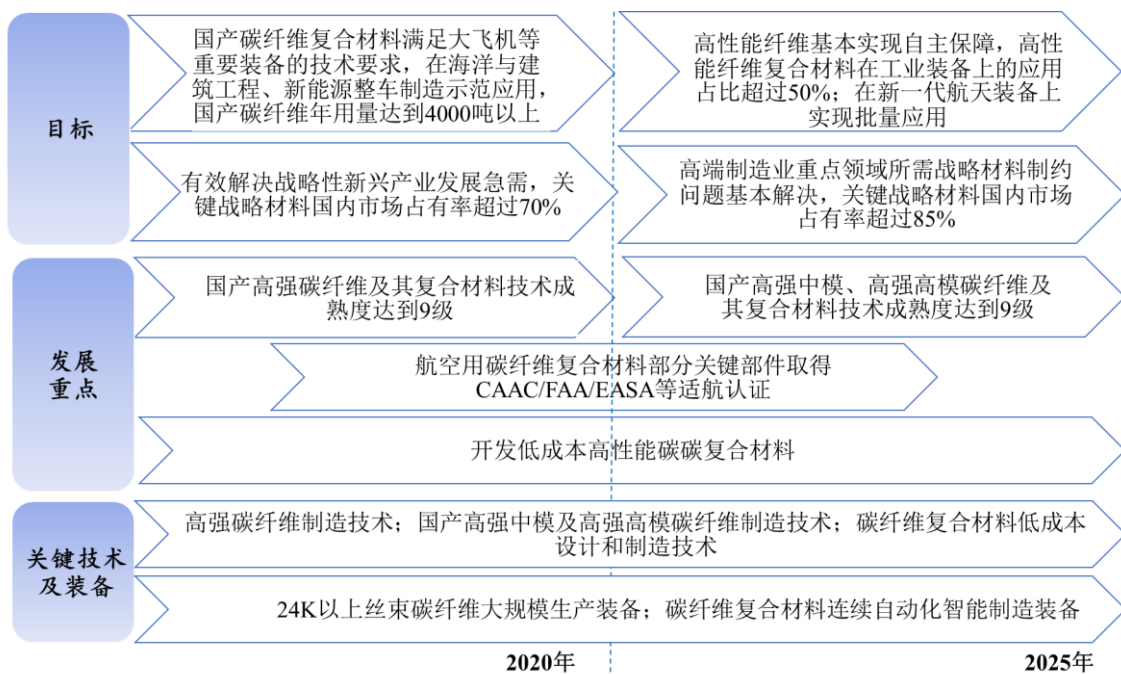 目标
国产碳纤维复合材料满足大飞机等
重要装备的技术要求，在海洋与建
筑工程、新能源整车制造示范应用，
国产碳纤维年用量达到4000吨以上
高性能纤维基本实现自主保障，高性
能纤维复合材料在工业装备上的应用
占比超过50%；在新一代航天装备上
实现批量应用
有效解决战略性新兴产业发展急需，关
键战略材料国内市场占有率超过70%
高端制造业重点领域所需战略材料制约
问题基本解决，关键战略材料国内市场
占有率超过85%
发展
重点
国产高强碳纤维及其复合材料技术成
熟度达到9级
国产高强中模、高强高模碳纤维及
其复合材料技术成熟度达到9级
航空用碳纤维复合材料部分关键部件取得
CAAC/FAA/EASA等适航认证
开发低成本高性能碳碳复合材料
关键技术
及装备
高强碳纤维制造技术；国产高强中模及高强高模碳纤维制造技术；碳纤维复合材料低成本
设计和制造技术
24K以上丝束碳纤维大规模生产装备；碳纤维复合材料连续自动化智能制造装备
2020年
2025年